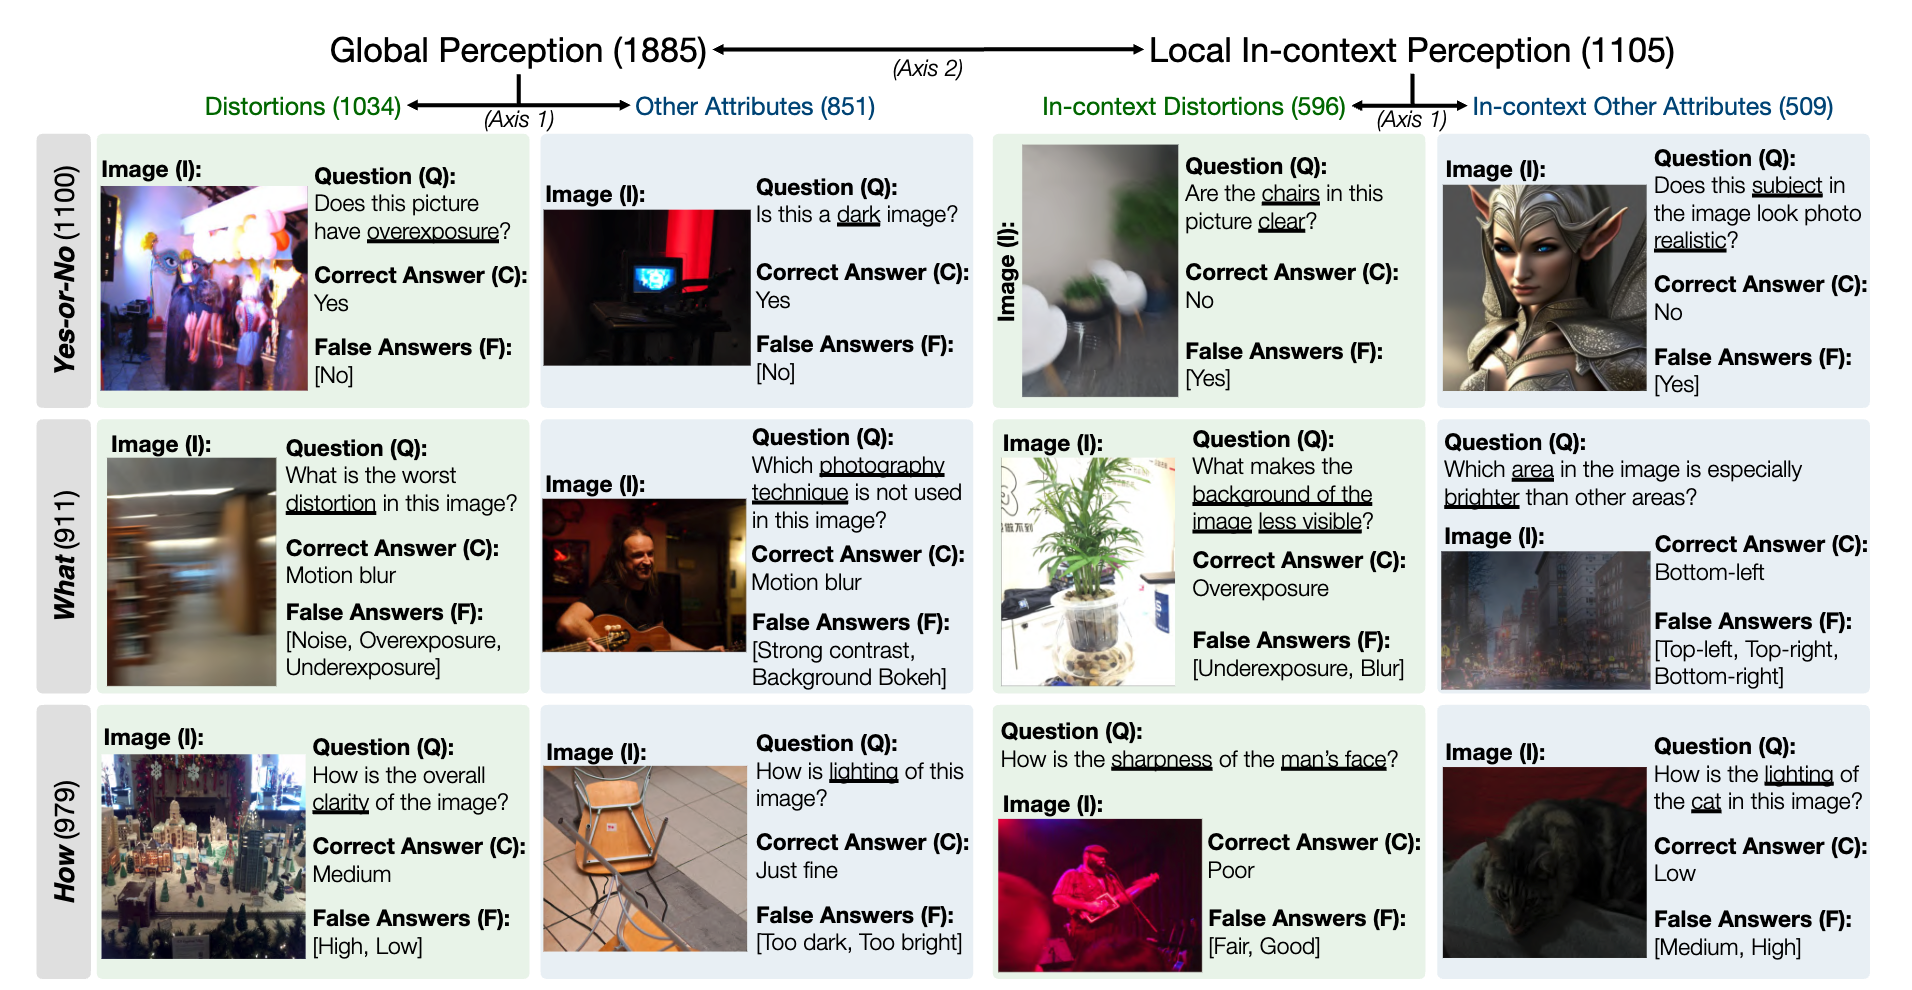 Global Perception (1885)
(Axis 2)
Local In-context Perception (1105)
Distortions (1034)
(Axis 1)
Other Attributes (851)
In-context Distortions (596)
(Axis 1)
In-context Other Attributes (509)
Yes-or-No (1100)
Image (I):
Question (Q):
Does this picture
have overexposure?
Correct Answer (C):
Yes
False Answers (F):
[No]
Image (I):
Question (Q):
Is this a dark image?
Correct Answer (C):
Yes
False Answers (F):
[No]
Image (I):
Question (Q):
Are the chairs in this
picture clear?
Correct Answer (C):
No
False Answers (F):
[Yes]
Image (I):
Question (Q):
Does this subject in
the image look photo
realistic?
Correct Answer (C):
No
False Answers (F):
[Yes]
What (911)
Image (I):
Question (Q):
What is the worst
distortion in this image?
Correct Answer (C):
Motion blur
False Answers (F):
[Noise, Overexposure,
Underexposure]
Image (I):
Question (Q):
Which photography
technique is not used
in this image?
Correct Answer (C):
Motion blur
False Answers (F):
[Strong contrast,
Background Bokeh]
Image (I):
Question (Q):
What makes the
background of the
image less visible?
Correct Answer (C):
Overexposure
False Answers (F):
[Underexposure, Blur]
Question (Q):
Which area in the image is especially
brighter than other areas?
Image (I):
Correct Answer (C):
Bottom-left
False Answers (F):
[Top-left, Top-right,
Bottom-right]
How (979)
Image (I):
Question (Q):
How is the overall
clarity of the image?
Correct Answer (C):
Medium
False Answers (F):
[High, Low]
Image (I):
Question (Q):
How is lighting of this
image?
Correct Answer (C):
Just fine
False Answers (F):
[Too dark, Too bright]
Question (Q):
How is the sharpness of the man's face?
Image (I):
Correct Answer (C):
Poor
False Answers (F):
[Fair, Good]
Image (I):
Question (Q):
How is the lighting of
the cat in this image?
Correct Answer (C):
Low
False Answers (F):
[Medium, High]